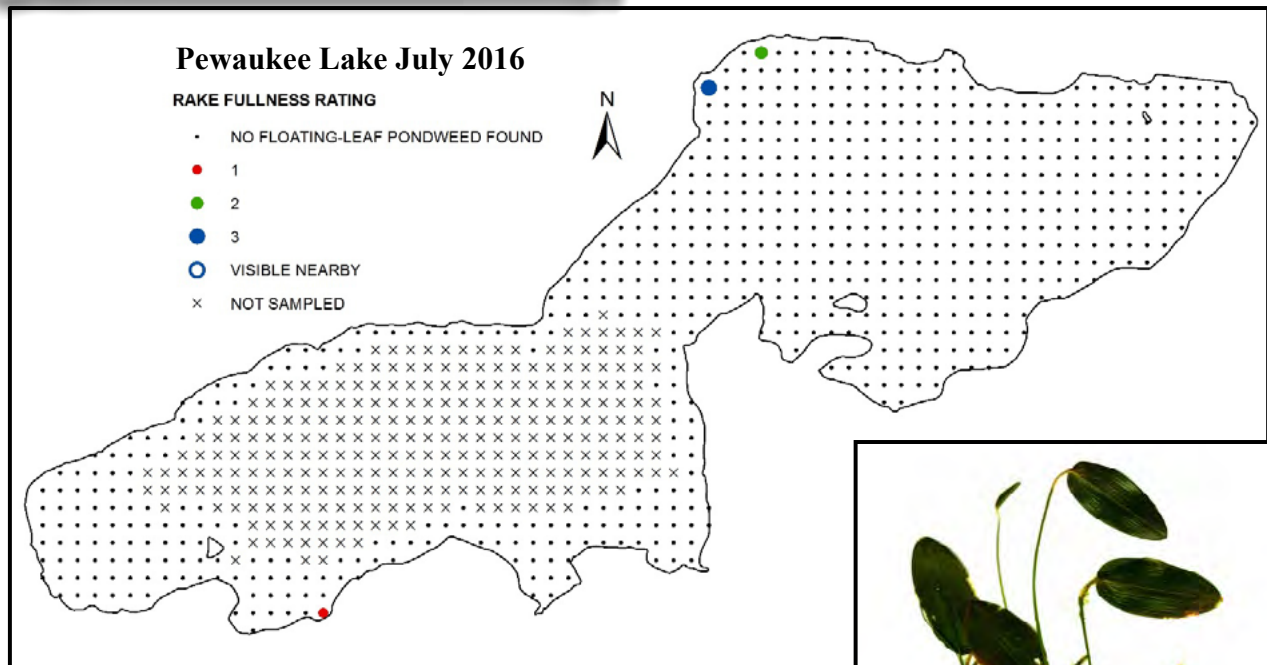 Pewaukee Lake July 2016
RAKE FULLNESS RATING
NO FLOATING-LEAF PONDWEED FOUND
1
2
3
VISIBLE NEARBY
NOT SAMPLED
N